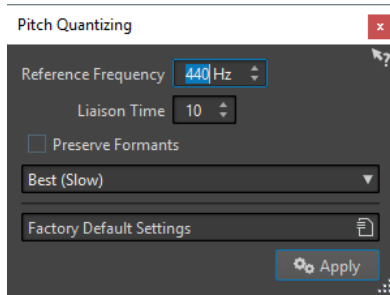 Pitch Quantizing
x
Reference Frequency 440 Hz
Liaison Time 10
Preserve Formants
Best (Slow)
Factory Default Settings
Apply